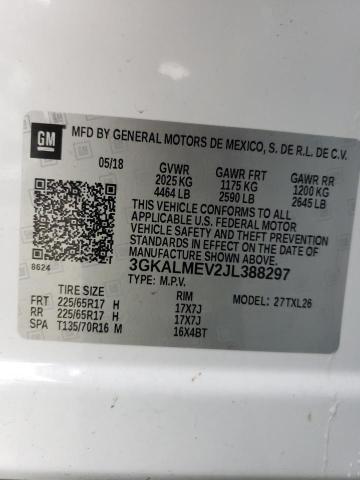 GM
MFD BY GENERAL MOTORS DE MEXICO, S. DE R.L. DE C.V.
05/18 GVWR GAWR FRT GAWR RR
2025 KG 1175 KG 1200 KG
4464 LB 2590 LB 2645 LB
THIS VEHICLE CONFORMS TO ALL
APPLICABLE U.S. FEDERAL MOTOR
VEHICLE SAFETY AND THEFT
PREVENTION STANDARDS IN EFFECT
ON THE DATE OF
MANUFACTURE SHOWN ABOVE.
8624 3GKALMEV2JL388297
TYPE: M.P.V. MODEL: 27TXL26
TIRE SIZE RIM
FRT 225/65R17 H 17X7J
RR 225/65R17 H 17X7J
SPA T135/70R16 M 16X4BT